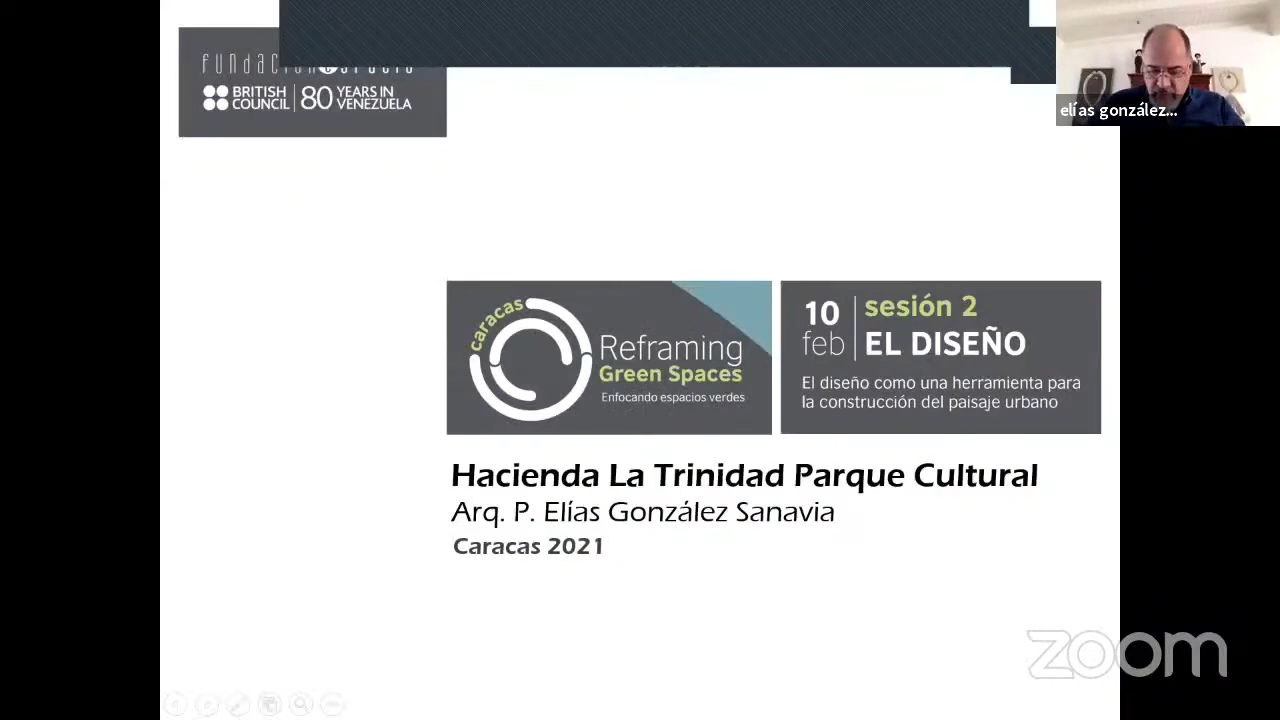 BRITISH COUNCIL | 80 YEARS IN VENEZUELA
elías gonzález...
caracas
Reframing
Green Spaces
Enfocando espacios verdes
10 feb
sesión 2
EL DISEÑO
El diseño como una herramienta para
la construcción del paisaje urbano
Hacienda La Trinidad Parque Cultural
Arq. P. Elías González Sanavia
Caracas 2021
zoom